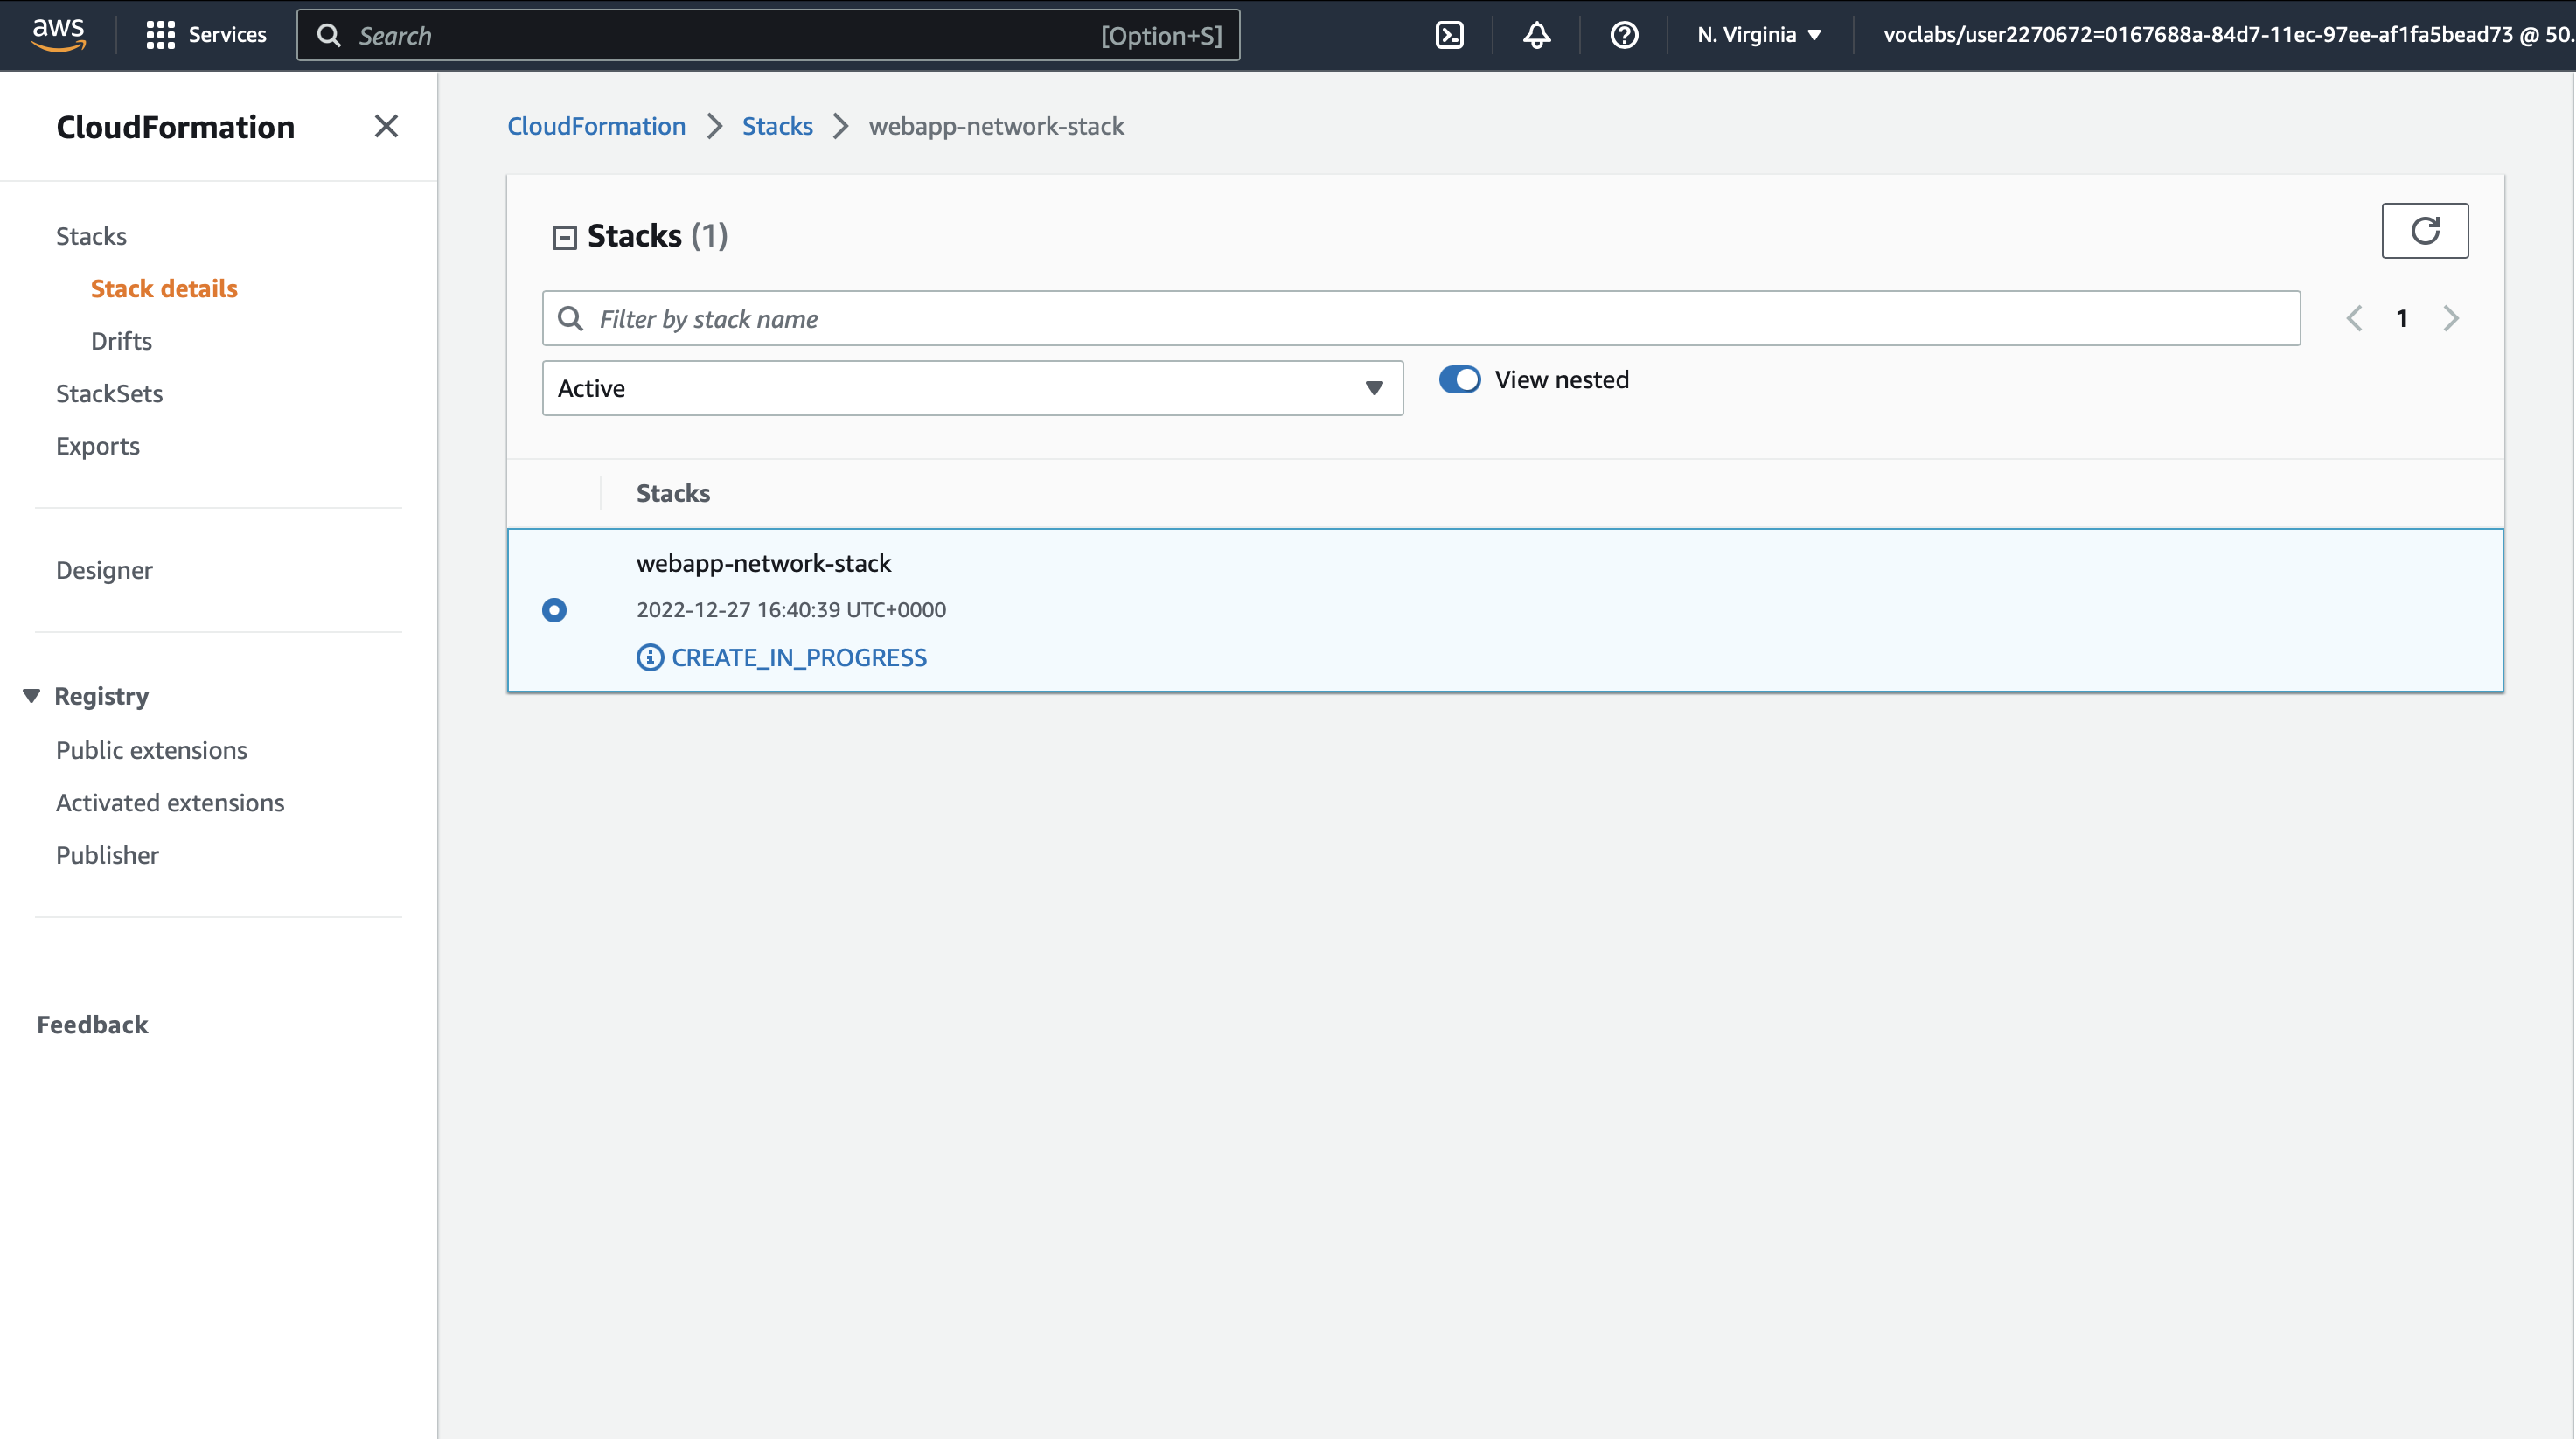 aws
Services
Search
[Option+S]
N. Virginia
voclabs/user2270672=0167688a-84d7-11ec-97ee-af1fa5bead73 @ 50.
CloudFormation
Stacks
Stack details
Drifts
StackSets
Exports
Designer
Registry
Public extensions
Activated extensions
Publisher
Feedback
CloudFormation
Stacks
webapp-network-stack
Stacks (1)
Filter by stack name
1
Active
View nested
Stacks
webapp-network-stack
2022-12-27 16:40:39 UTC+0000
CREATE_IN_PROGRESS